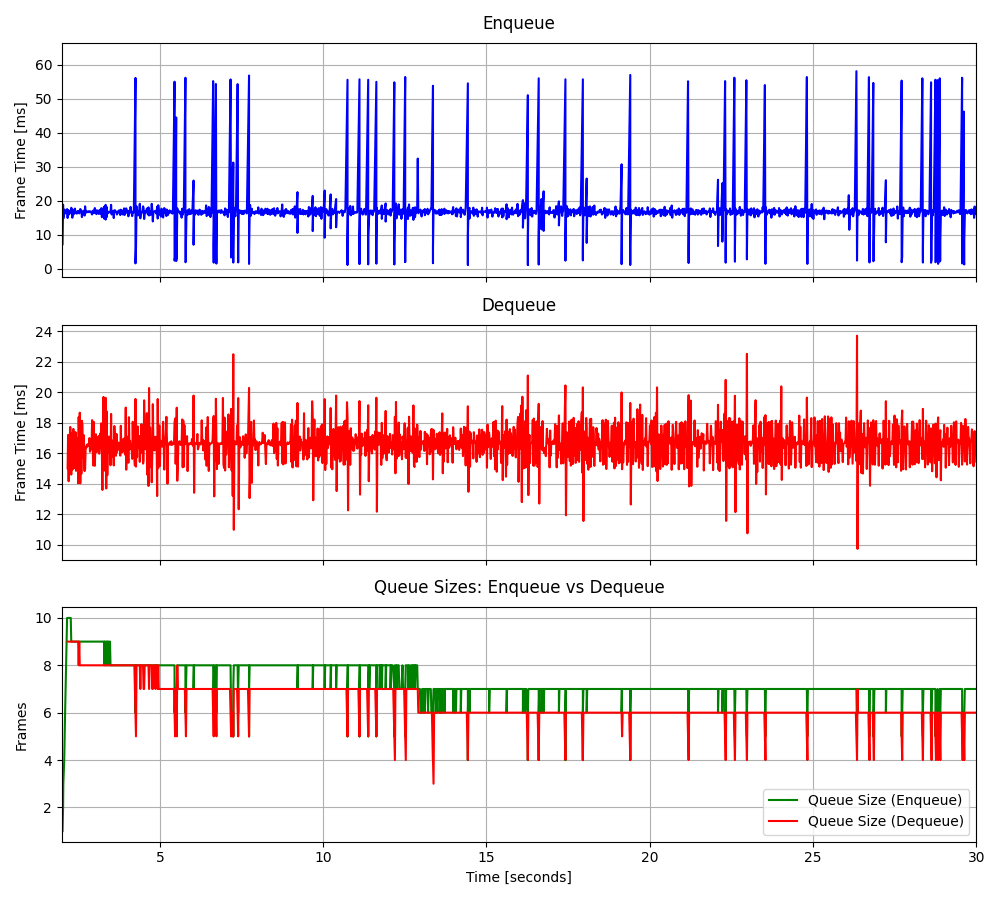 Enqueue
Frame Time [ms]
60
50
40
30
20
10
0
Dequeue
Frame Time [ms]
24
22
20
18
16
14
12
10
Queue Sizes: Enqueue vs Dequeue
Frames
10
8
6
4
2
Queue Size (Enqueue)
Queue Size (Dequeue)
5 10 15 20 25 30
Time [seconds]